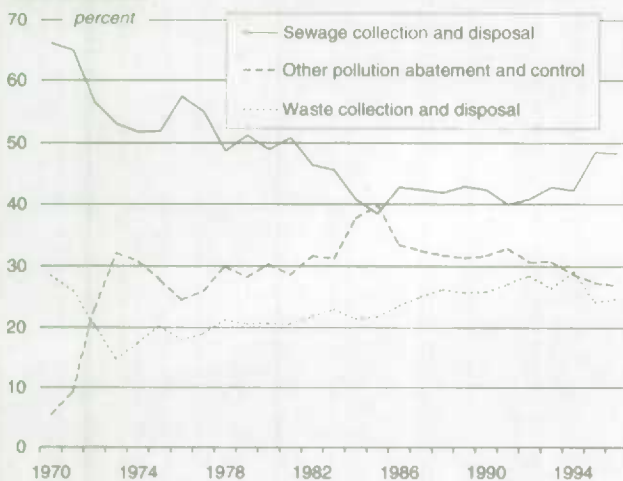 70
percent
Sewage collection and disposal
Other pollution abatement and control
Waste collection and disposal
60
50
40
30
20
10
0
1970 1974 1978 1982 1986 1990 1994